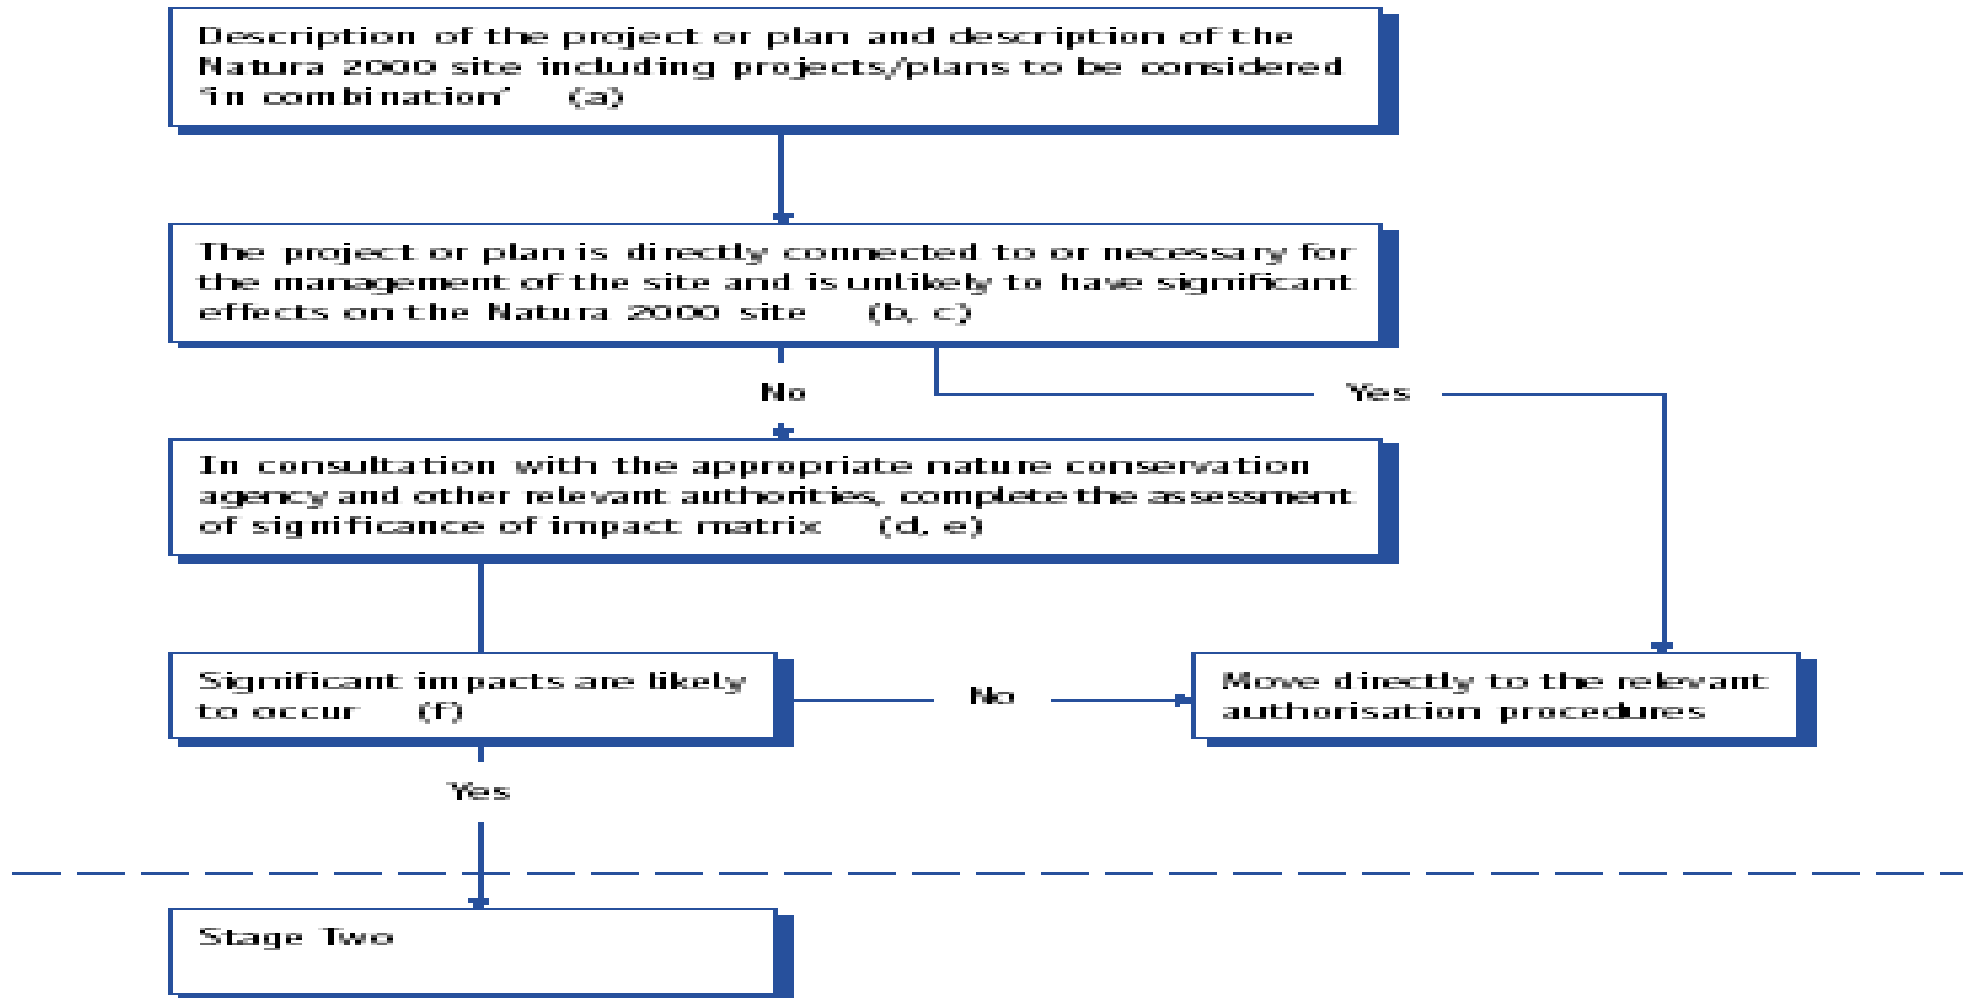 Description of the project or plan and description of the
Natura 2000 site including projects/plans to be considered
‘in combination’ (a)
The project or plan is directly connected to or necessary for
the management of the site and is unlikely to have significant
effects on the Natura 2000 site (b, c)
No
Yes
In consultation with the appropriate nature conservation
agency and other relevant authorities, complete the assessment
of significance of impact matrix (d, e)
Significant impacts are likely
to occur (f)
No
Move directly to the relevant
authorisation procedures
Yes
Stage Two